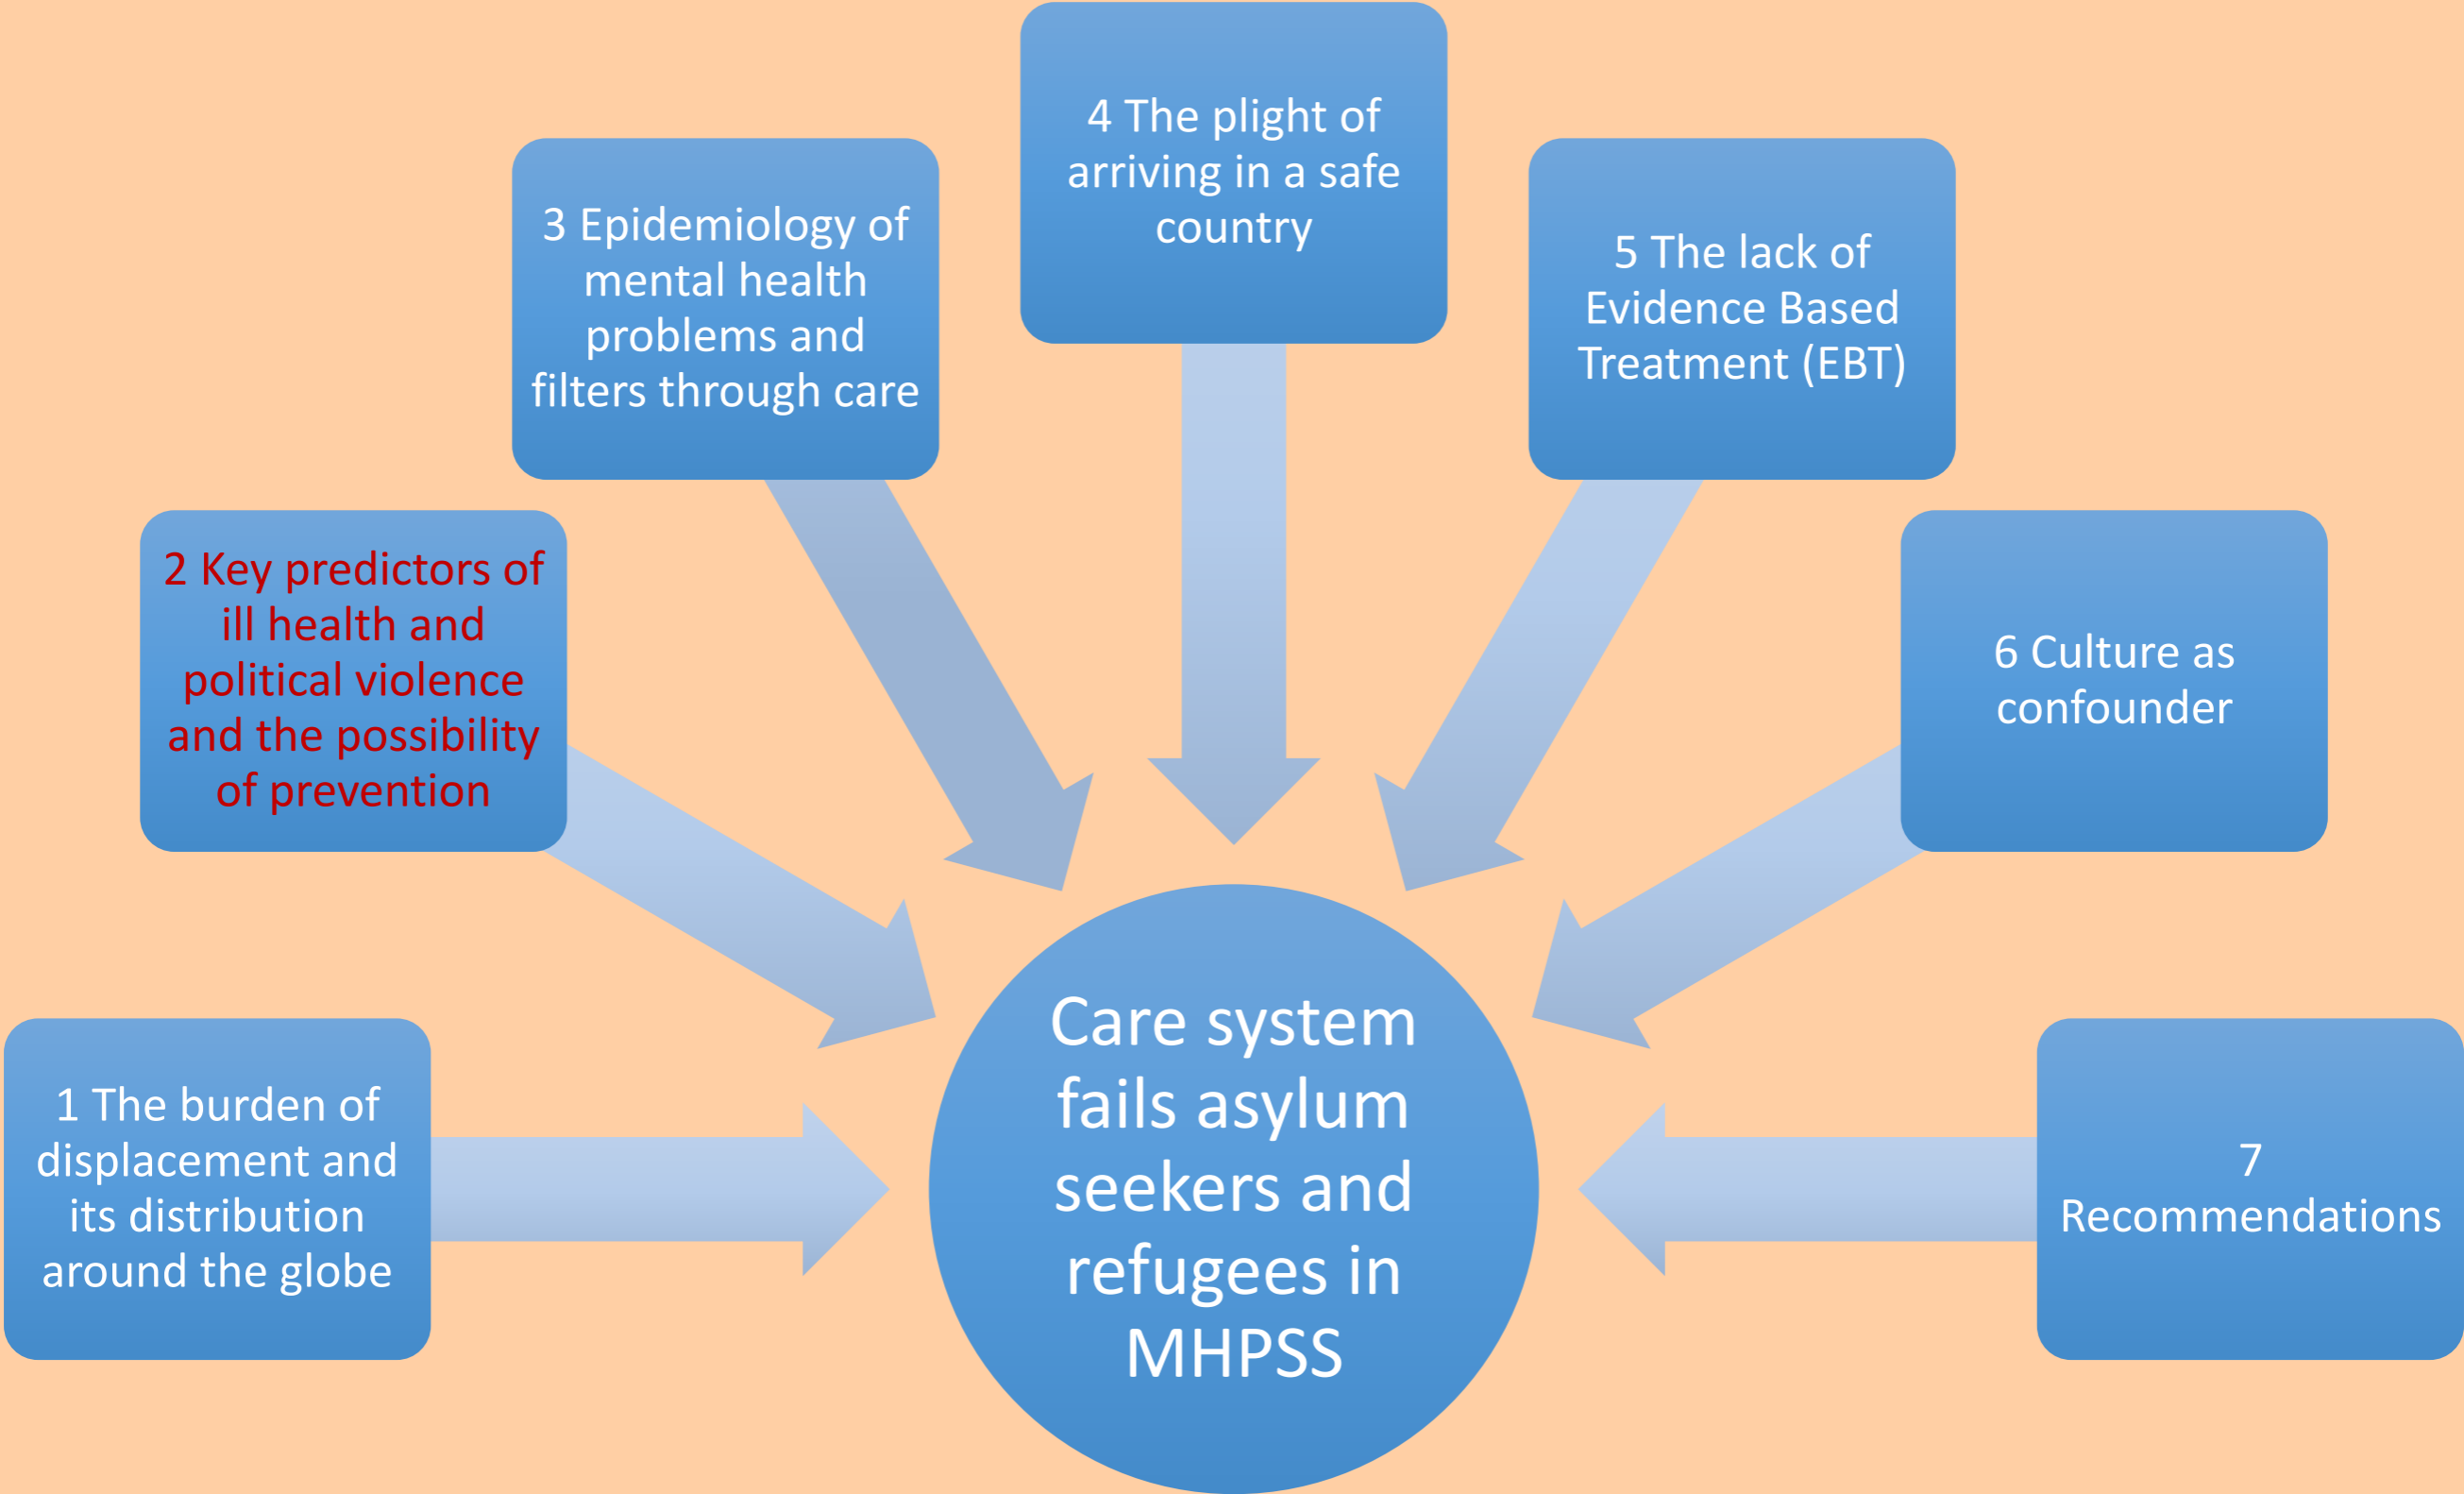 1 The burden of
displacement and
its distribution
around the globe
2 Key predictors of
ill health and
political violence
and the possibility
of prevention
3 Epidemiology of
mental health
problems and
filters through care
4 The plight of
arriving in a safe
country
5 The lack of
Evidence Based
Treatment (EBT)
6 Culture as
confounder
7
Recommendations
Care system
fails asylum
seekers and
refugees in
MHPSS